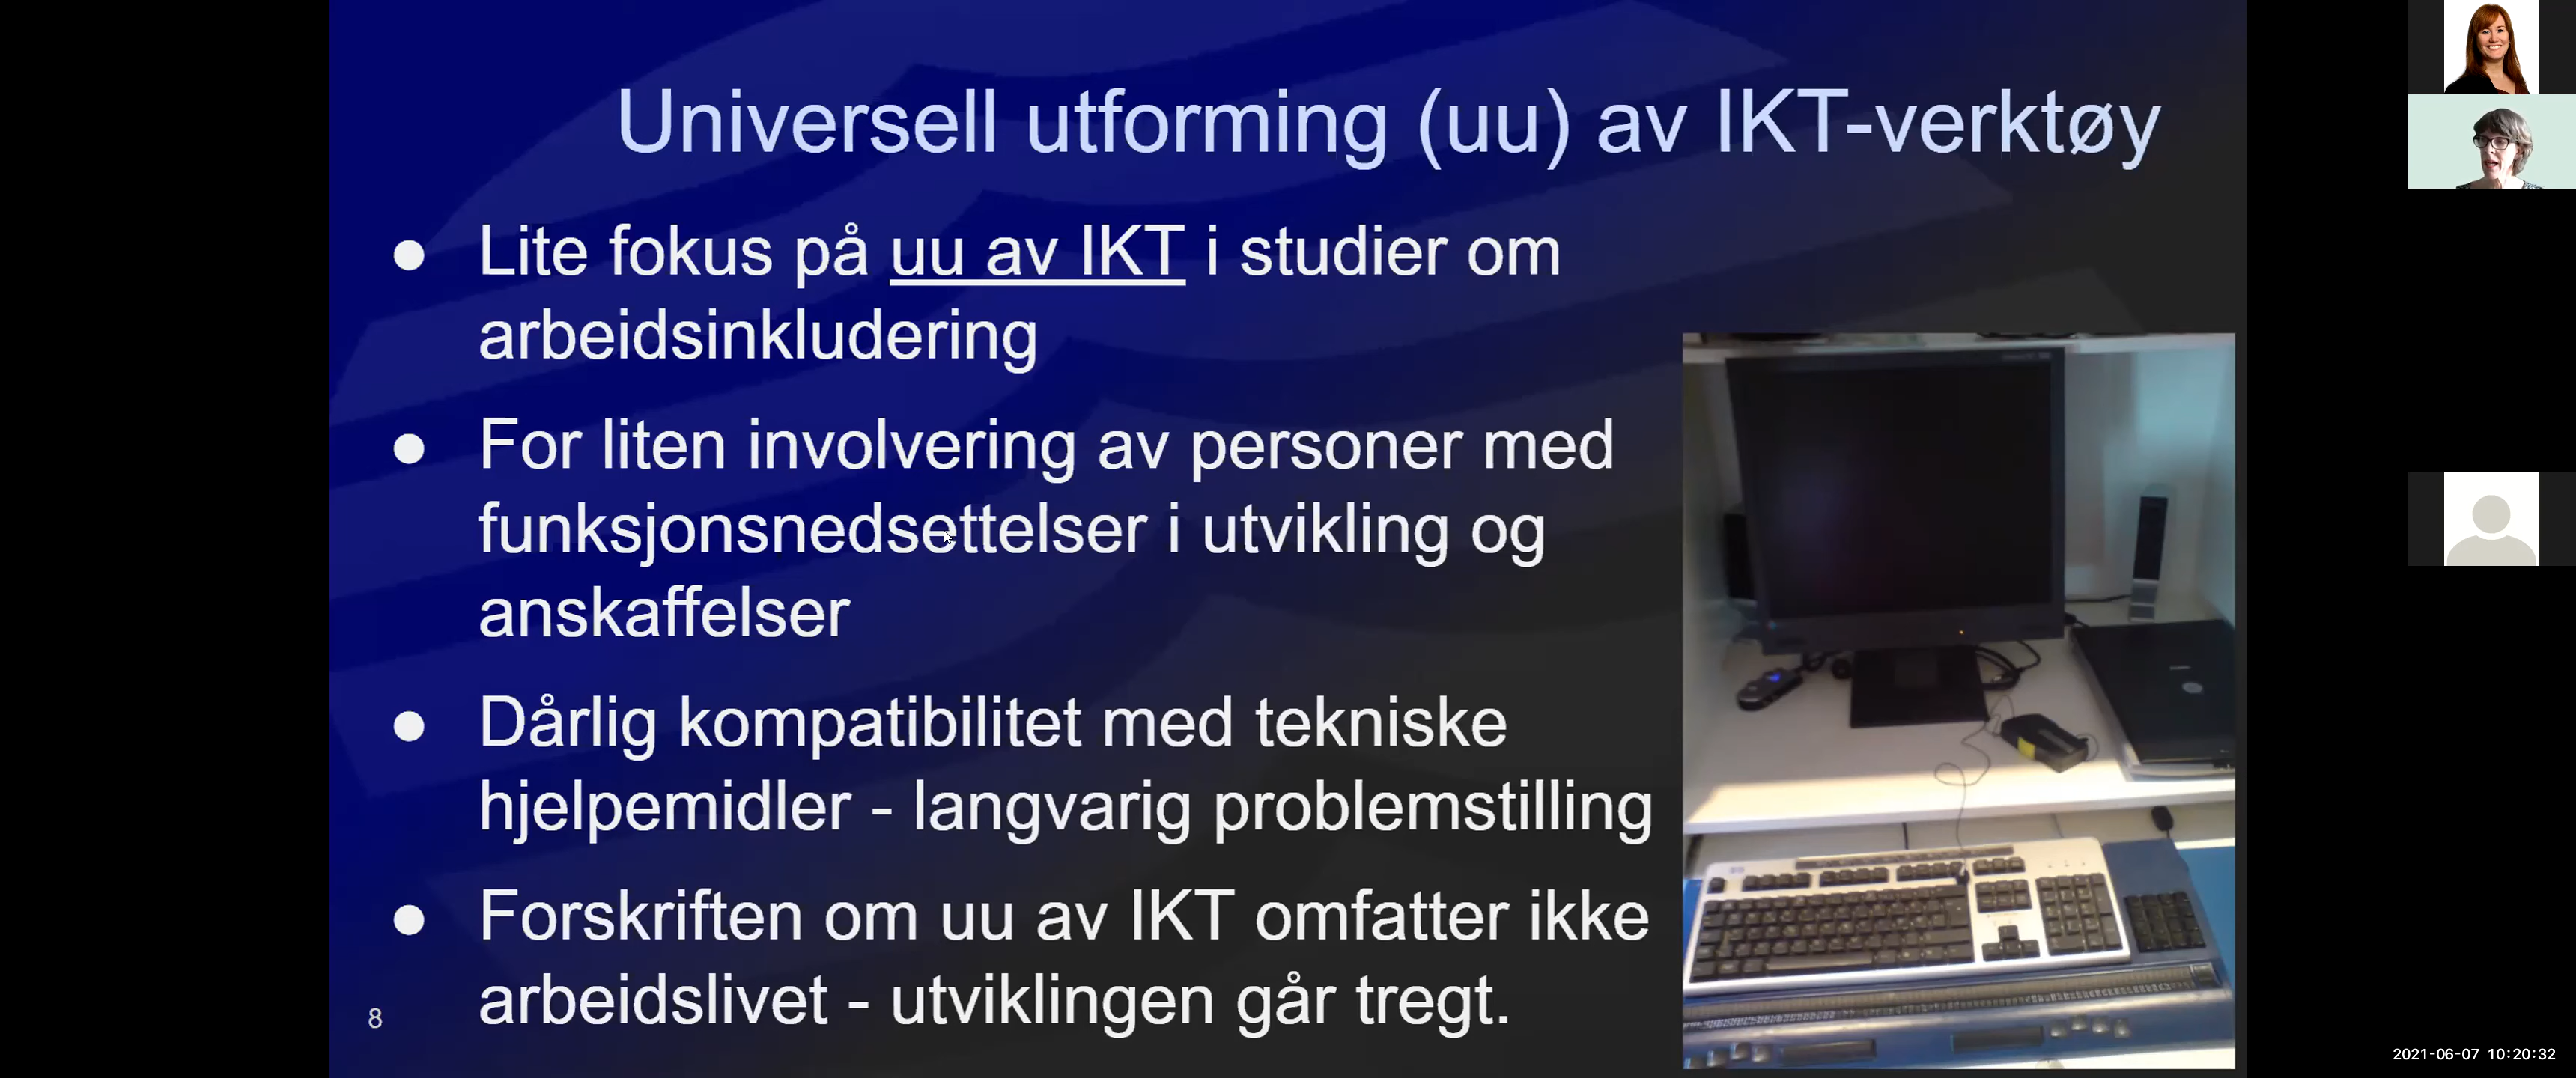 Universell utforming (uu) av IKT-verktøy
● Lite fokus på uu av IKT i studier om
arbeidsinkludering
● For liten involvering av personer med
funksjonsnedsettelser i utvikling og
anskaffelser
● Dårlig kompatibilitet med tekniske
hjelpemidler - langvarig problemstilling
● Forskriften om uu av IKT omfatter ikke
arbeidslivet - utviklingen går tregt.
8
2021-06-07 10:20:32